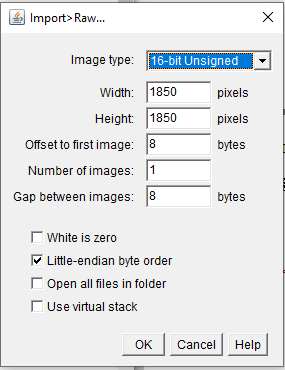 Import>Raw...
Image type: 16-bit Unsigned
Width: 1850 pixels
Height: 1850 pixels
Offset to first image: 8 bytes
Number of images: 1
Gap between images: 8 bytes
White is zero
Little-endian byte order
Open all files in folder
Use virtual stack
OK Cancel Help